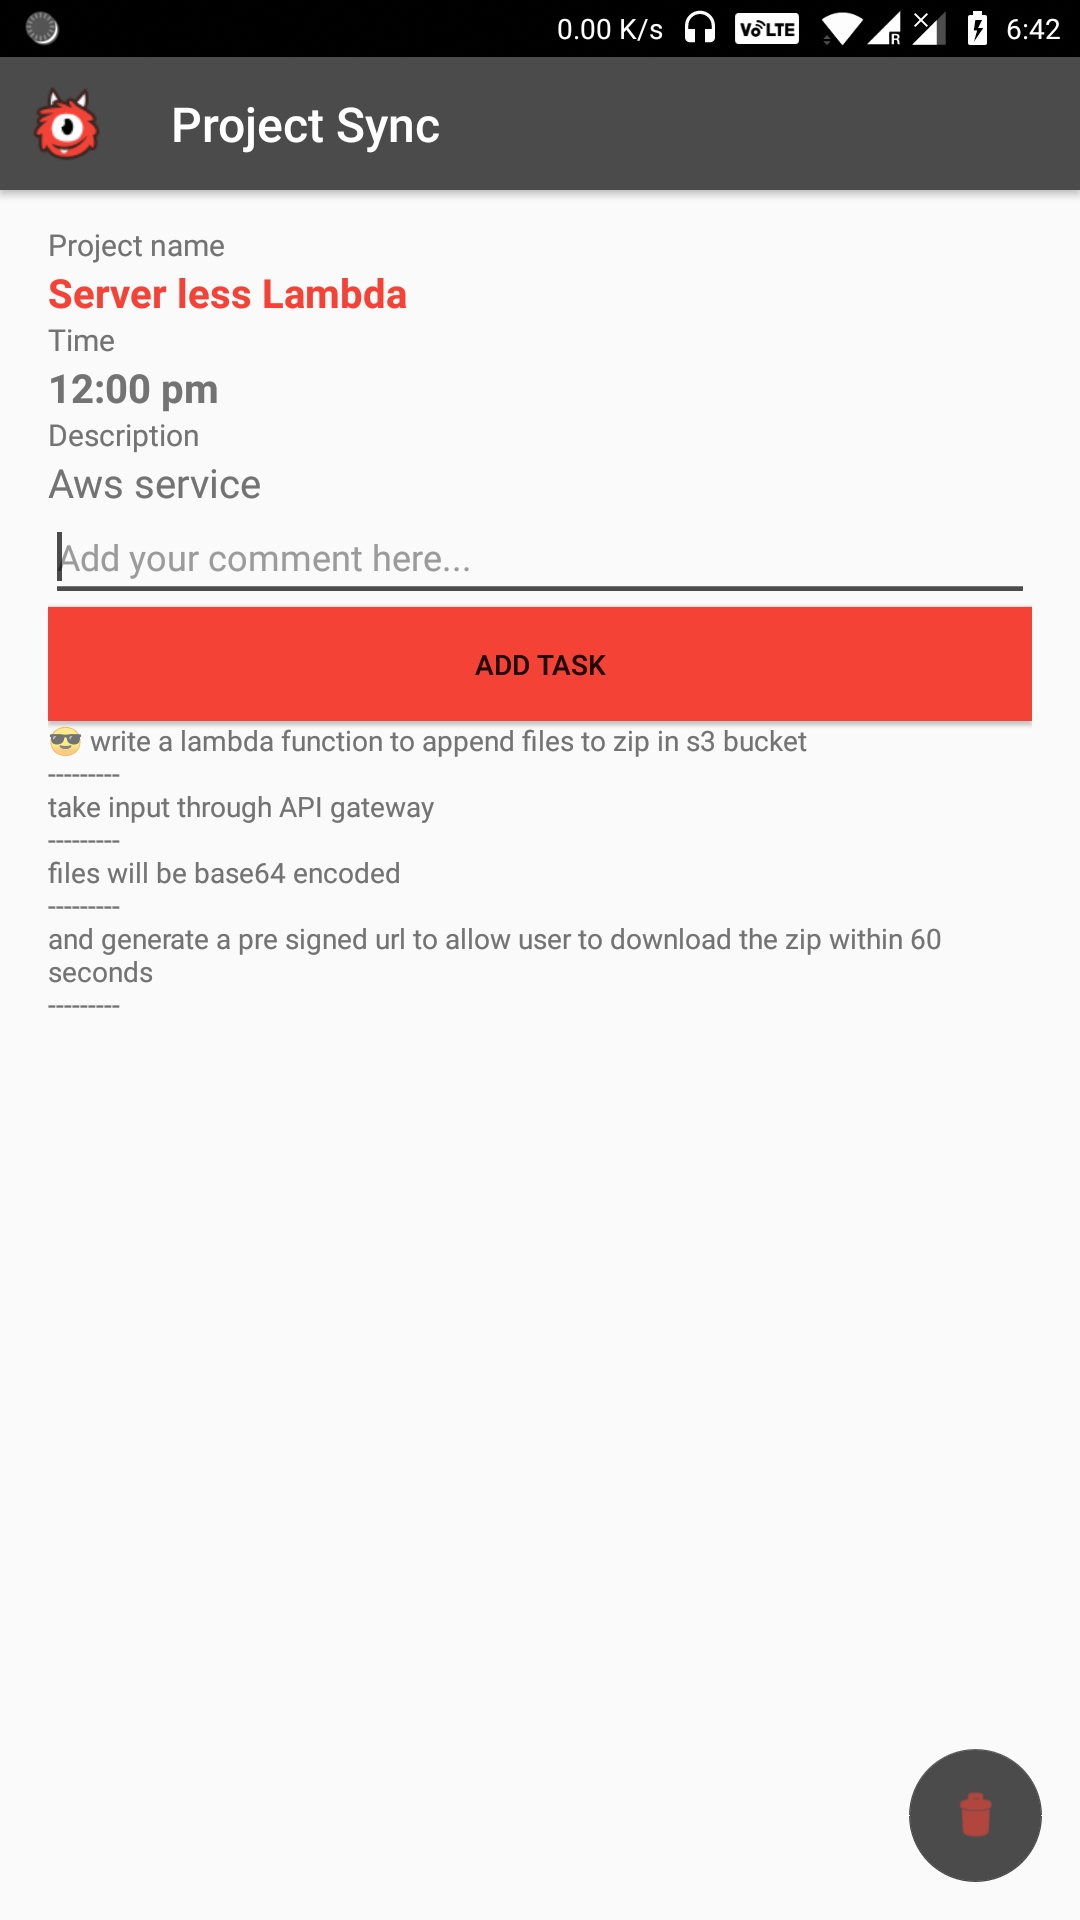 0.00 K/s VoLTE R 6:42
Project Sync
Project name
Server less Lambda
Time
12:00 pm
Description
Aws service
Add your comment here...
ADD TASK
😎 write a lambda function to append files to zip in s3 bucket
---------
take input through API gateway
---------
files will be base64 encoded
---------
and generate a pre signed url to allow user to download the zip within 60
seconds
---------